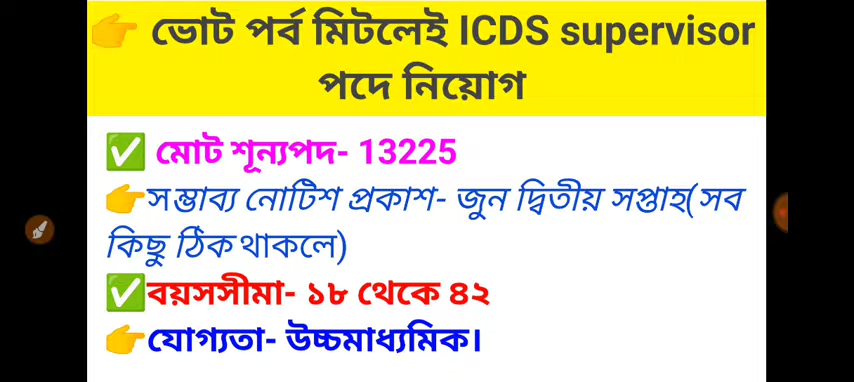 👉 ভোট পর্ব মিটলেই ICDS supervisor
পদে নিয়োগ
✅ মোট শূন্যপদ- 13225
👉সম্ভাব্য নোটিশ প্রকাশ- জুন দ্বিতীয় সপ্তাহ(সব
কিছু ঠিক থাকলে)
✅বয়সসীমা- ১৮ থেকে ৪২
👉যোগ্যতা- উচ্চমাধ্যমিক।